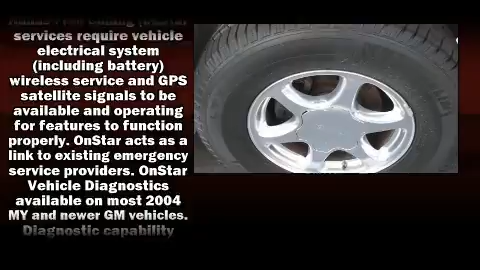 services require vehicle
electrical system
(including battery)
wireless service and GPS
satellite signals to be
available and operating
for features to function
properly. OnStar acts as a
link to existing emergency
service providers. OnStar
Vehicle Diagnostics
available on most 2004
MY and newer GM vehicles.
Diagnostic capability